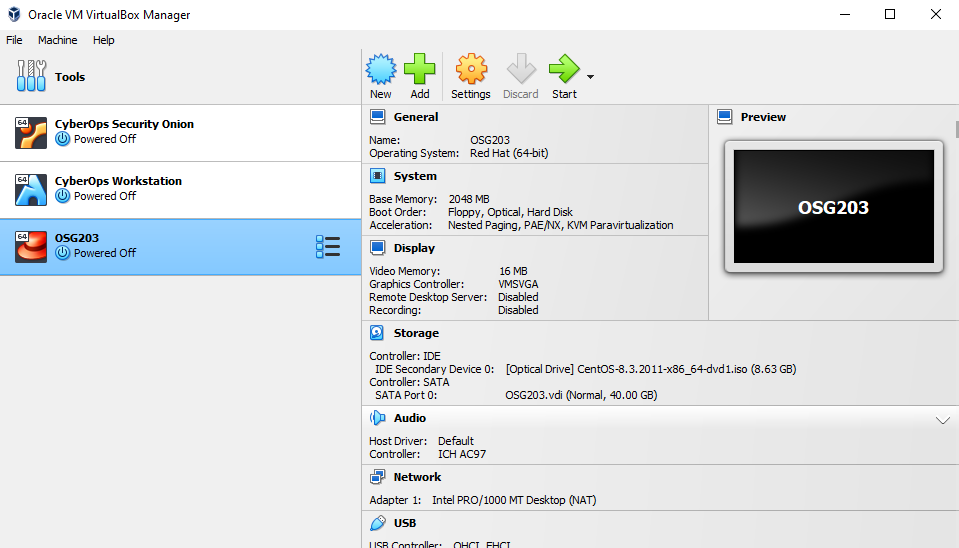 Oracle VM VirtualBox Manager
File Machine Help
Tools
New Add Settings Discard Start
64 CyberOps Security Onion
Powered Off
64 CyberOps Workstation
Powered Off
64 OSG203
Powered Off
General
Name: OSG203
Operating System: Red Hat (64-bit)
System
Base Memory: 2048 MB
Boot Order: Floppy, Optical, Hard Disk
Acceleration: Nested Paging, PAE/NX, KVM Paravirtualization
Display
Video Memory: 16 MB
Graphics Controller: VMSVGA
Remote Desktop Server: Disabled
Recording: Disabled
Preview
OSG203
Storage
Controller: IDE
IDE Secondary Device 0: [Optical Drive] CentOS-8.3.2011-x86_64-dvd1.iso (8.63 GB)
Controller: SATA
SATA Port 0: OSG203.vdi (Normal, 40.00 GB)
Audio
Host Driver: Default
Controller: ICH AC97
Network
Adapter 1: Intel PRO/1000 MT Desktop (NAT)
USB
USB Controller: OHCI, EHCI